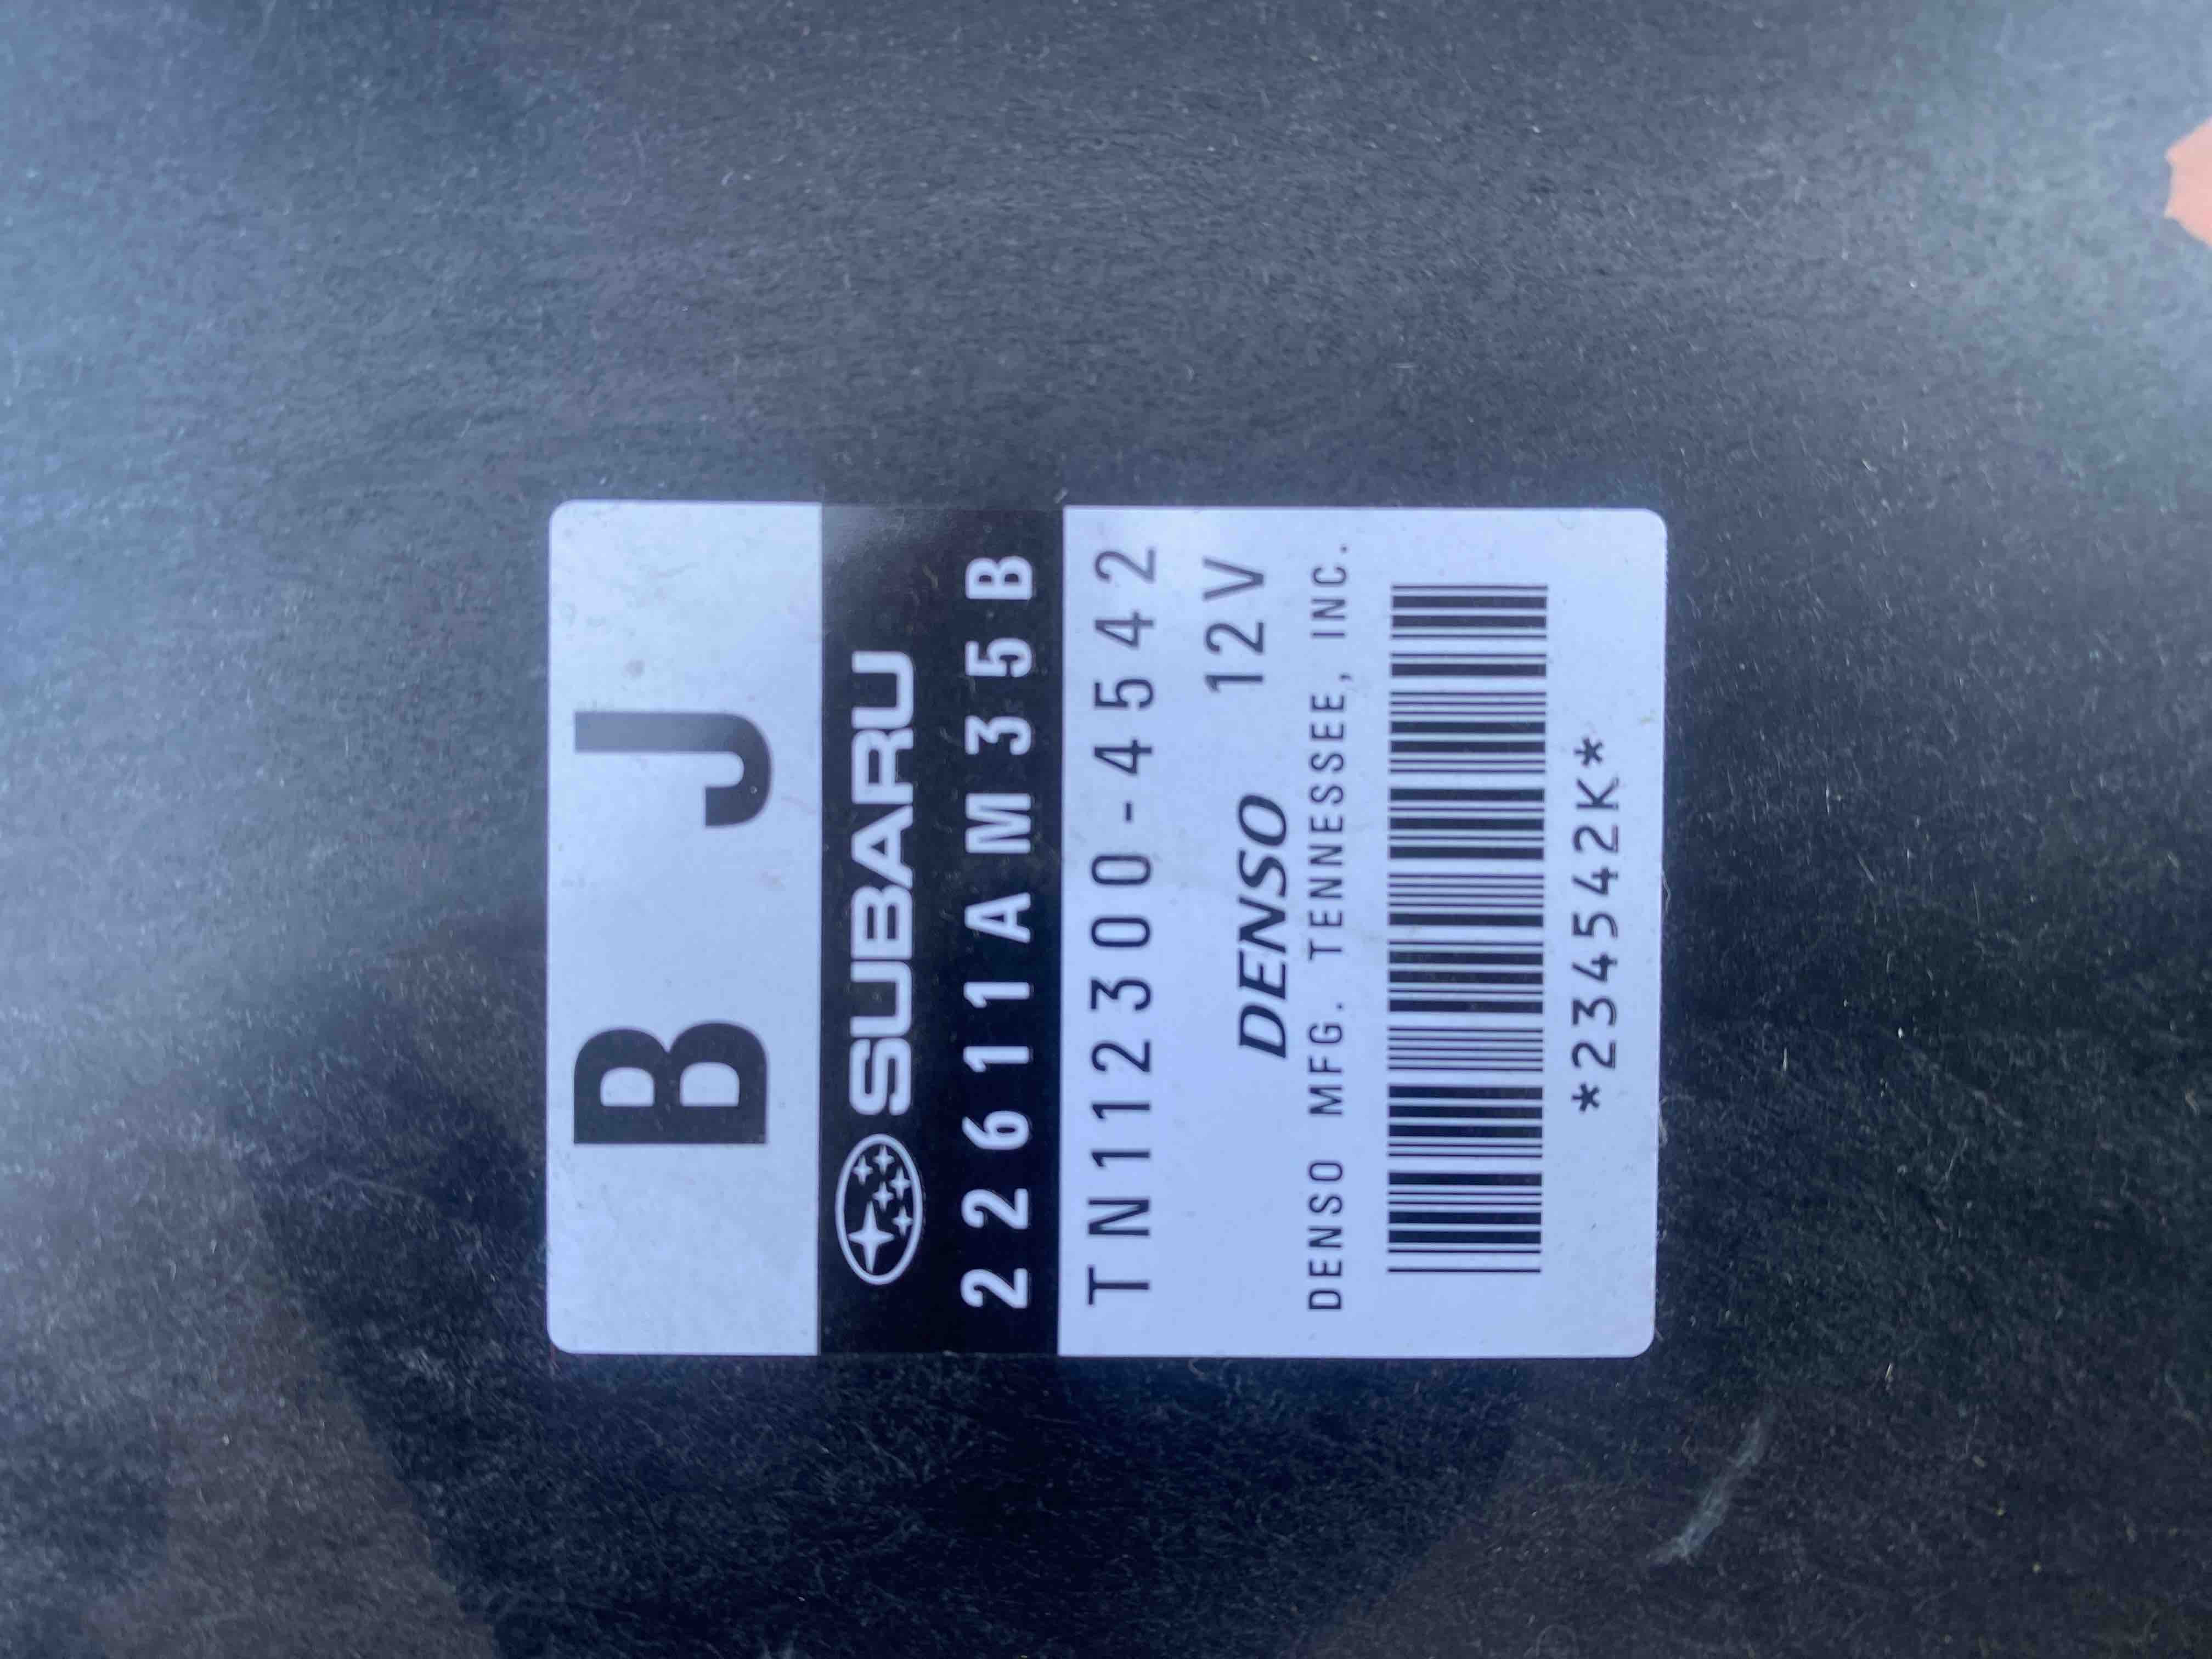 B J
SUBARU
22611AM35B
TN112300-4542
DENSO 12V
DENSO MFG. TENNESSEE, INC.
*234542K*